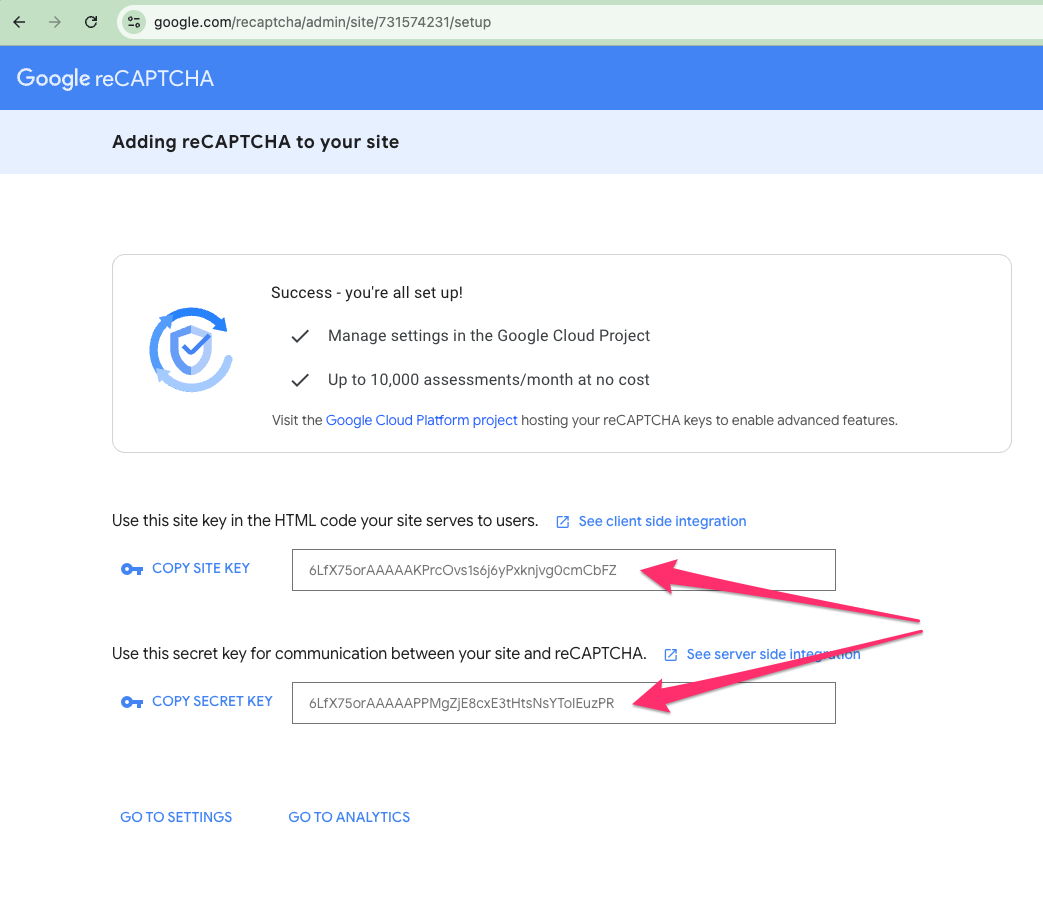 google.com/recaptcha/admin/site/731574231/setup
Google reCAPTCHA
Adding reCAPTCHA to your site
Success - you're all set up!
Manage settings in the Google Cloud Project
Up to 10,000 assessments/month at no cost
Visit the Google Cloud Platform project hosting your reCAPTCHA keys to enable advanced features.
Use this site key in the HTML code your site serves to users. See client side integration
COPY SITE KEY 6LfX75orAAAAAKPrcOvs1s6j6yPxknjvg0cmCbFZ
Use this secret key for communication between your site and reCAPTCHA. See server side integration
COPY SECRET KEY 6LfX75orAAAAAPPMgZjE8cxE3tHtsNsYToIEuzPR
GO TO SETTINGS GO TO ANALYTICS